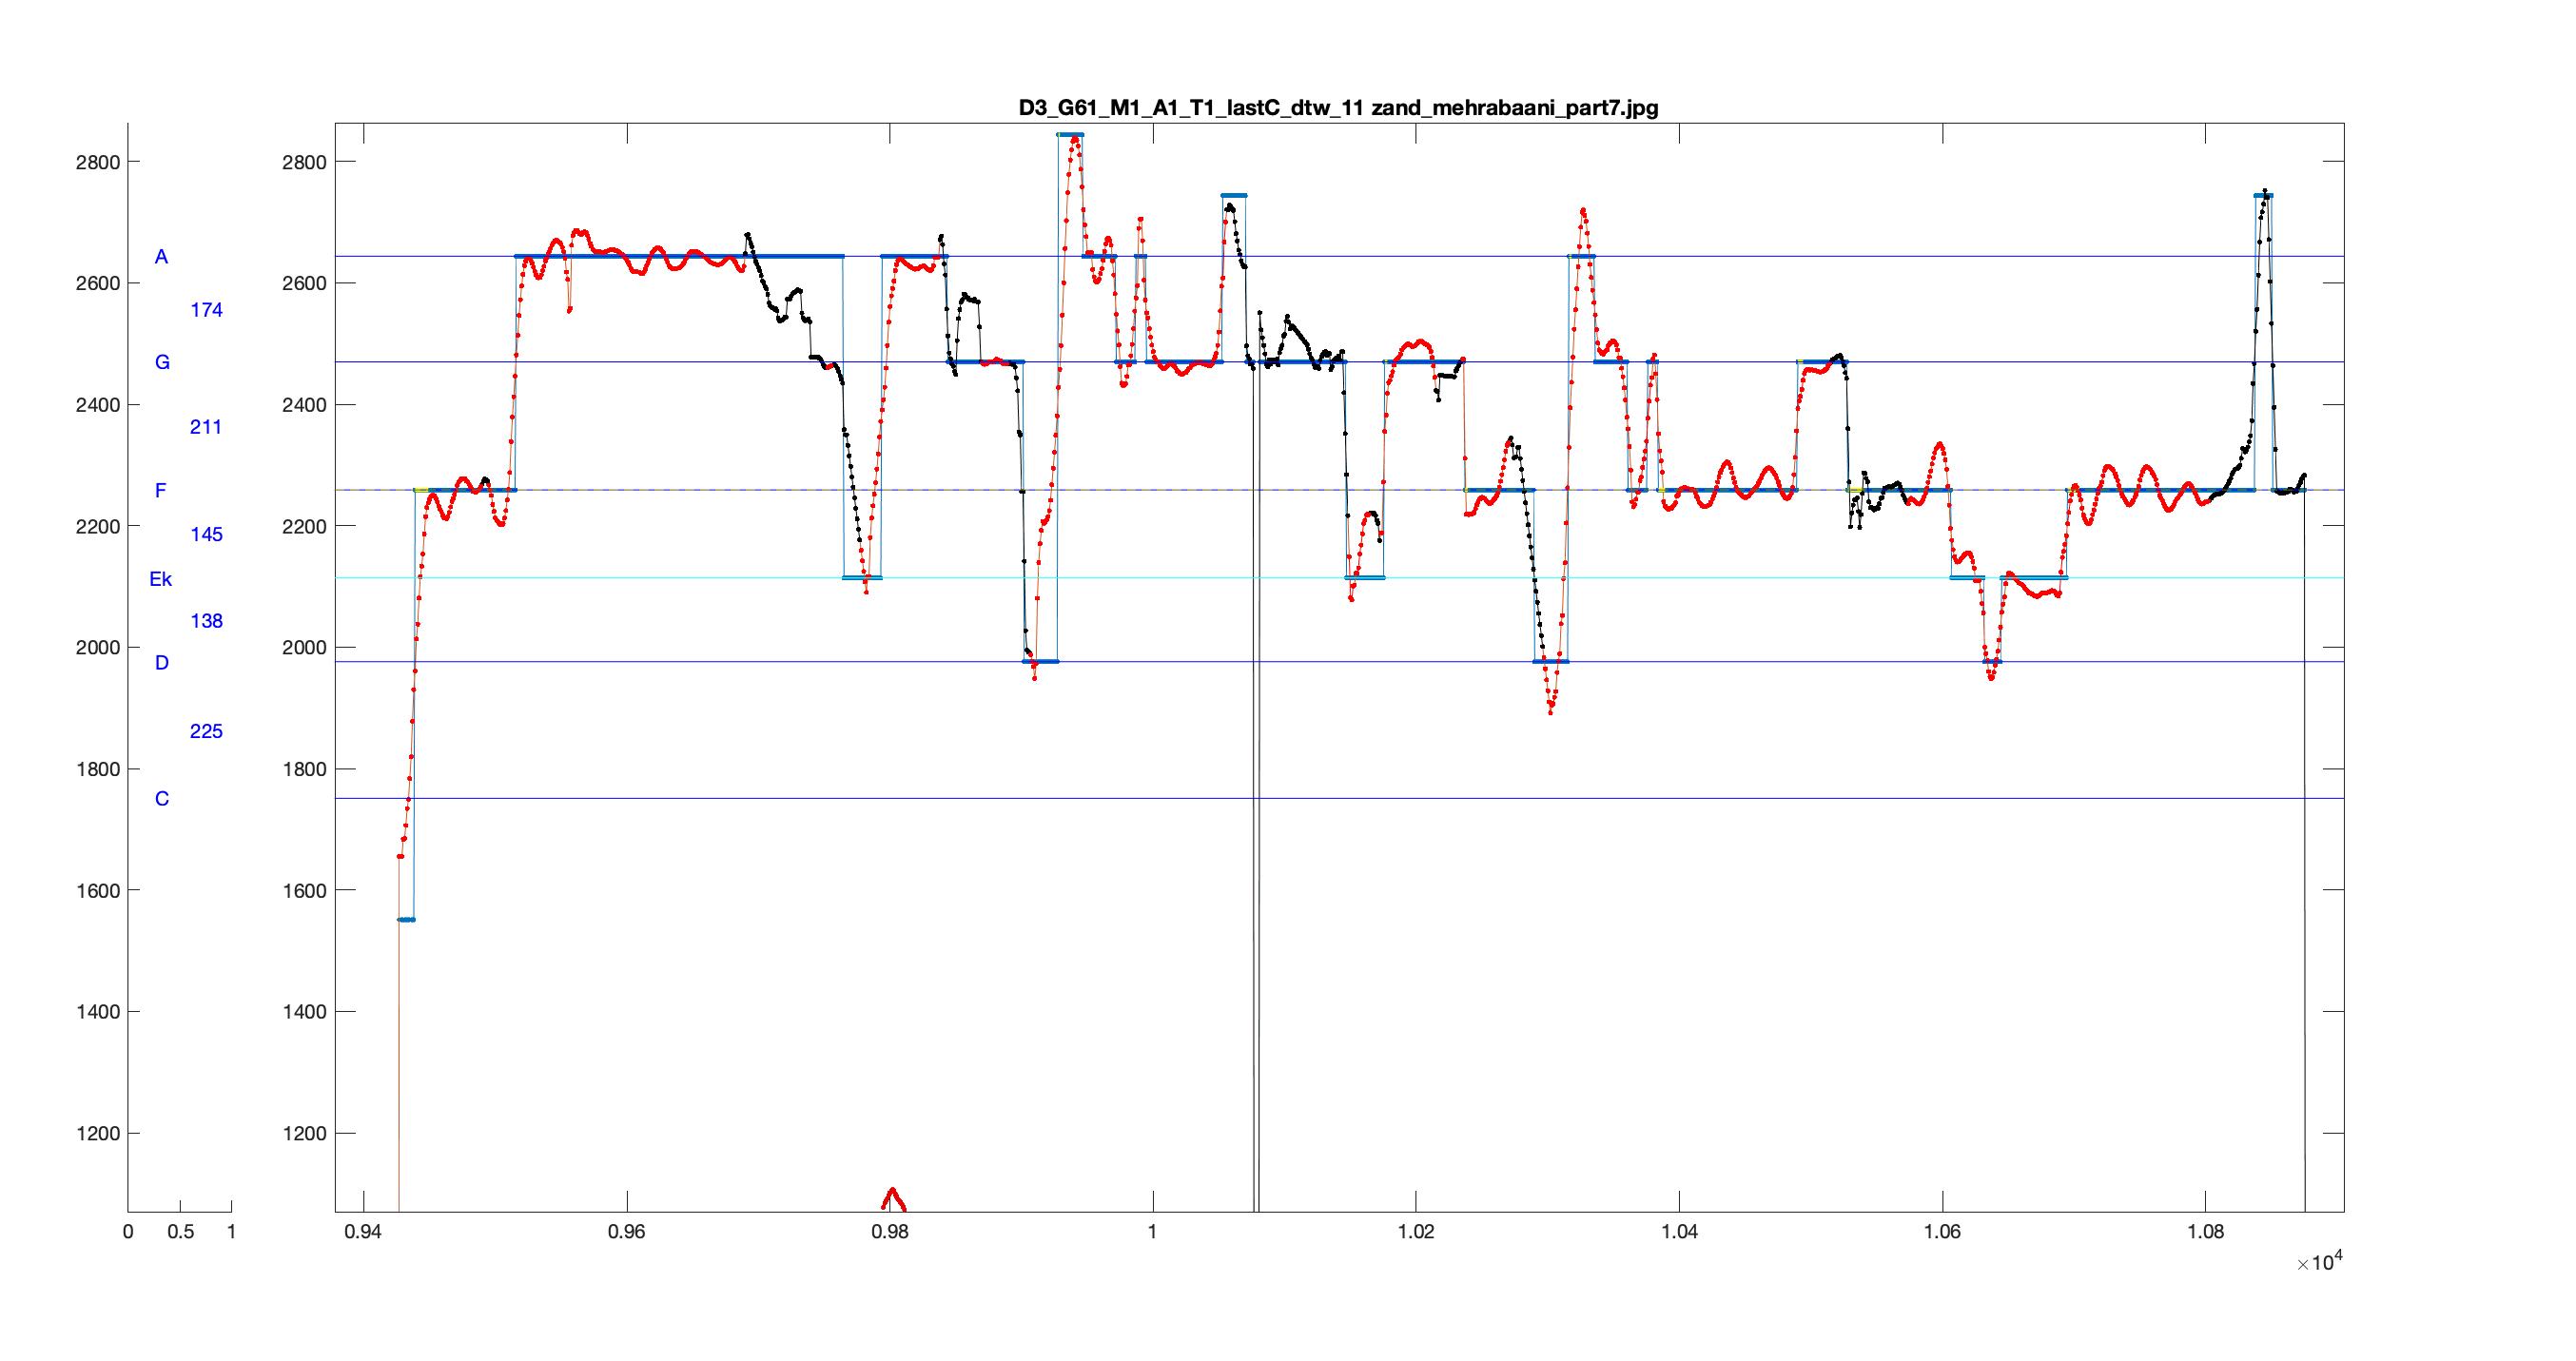 D3_G61_M1_A1_T1_lastC_dtw_11 zand_mehrabaani_part7.jpg
2800 2800
A
2600 2600
174
G
2400 2400
211
F
2200 2200
145
Ek
138
2000 2000
D
225
1800 1800
C
1600 1600
1400 1400
1200 1200
0 0.5 1 0.94 0.96 0.98 1 1.02 1.04 1.06 1.08
×10^4